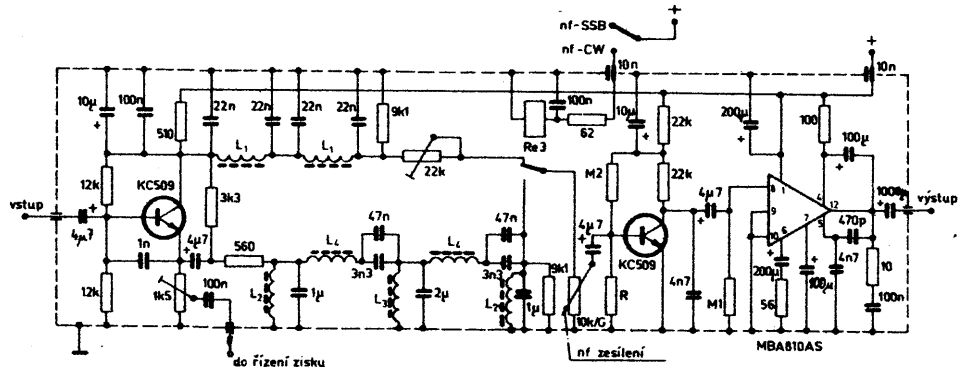 nf-SSB
+
nf-CW
+
10n
10n
10µ
+
100n
510
22n
22n
22n
22n
9k1
100n
62
Re3
10µ
+
22k
200µ
+
100
100µ
+
L1
L1
22k
12k
KC509
3k3
M2
22k
4µ7
+
vstup
4µ7
+
1n
4µ7
+
560
L4
47n
3n3
L4
47n
3n3
4µ7
+
KC509
8
1
9
10
6
7
4
12
5
470p
výstup
12k
1k5
100n
L2
1µ
L3
2µ
L2
1µ
9k1
10k/G
R
4n7
M1
200µ
+
56
100µ
+
4n7
10
100n
MBA810AS
do řízení zisku
nf zesílení